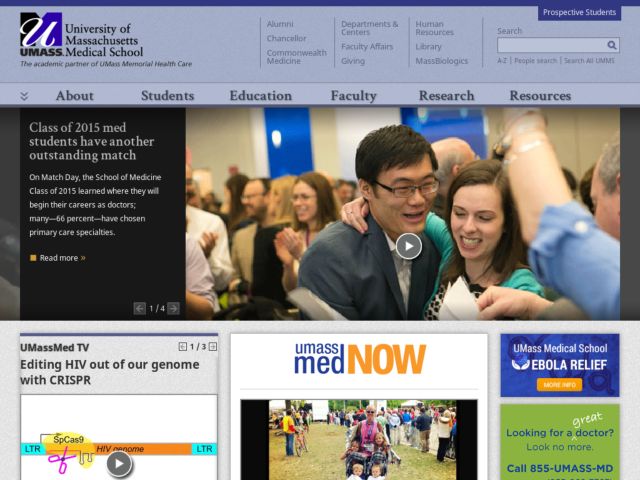 Prospective Students
University of
Massachusetts
Medical School
UMASS
The academic partner of UMass Memorial Health Care
Alumni
Chancellor
Commonwealth
Medicine
Departments &
Centers
Faculty Affairs
Giving
Human
Resources
Library
MassBiologics
Search
A-Z | People search | Search All UMMS
About Students Education Faculty Research Resources
Class of 2015 med
students have another
outstanding match
On Match Day, the School of Medicine
Class of 2015 learned where they will
begin their careers as doctors;
many—66 percent—have chosen
primary care specialties.
Read more »
1 / 4
UMassMed TV
1 / 3
Editing HIV out of our genome
with CRISPR
SpCas9
LTR HIV genome LTR
umass
medNOW
UMass Medical School
EBOLA RELIEF
MORE INFO
great
Looking for a doctor?
Look no more.
Call 855-UMASS-MD